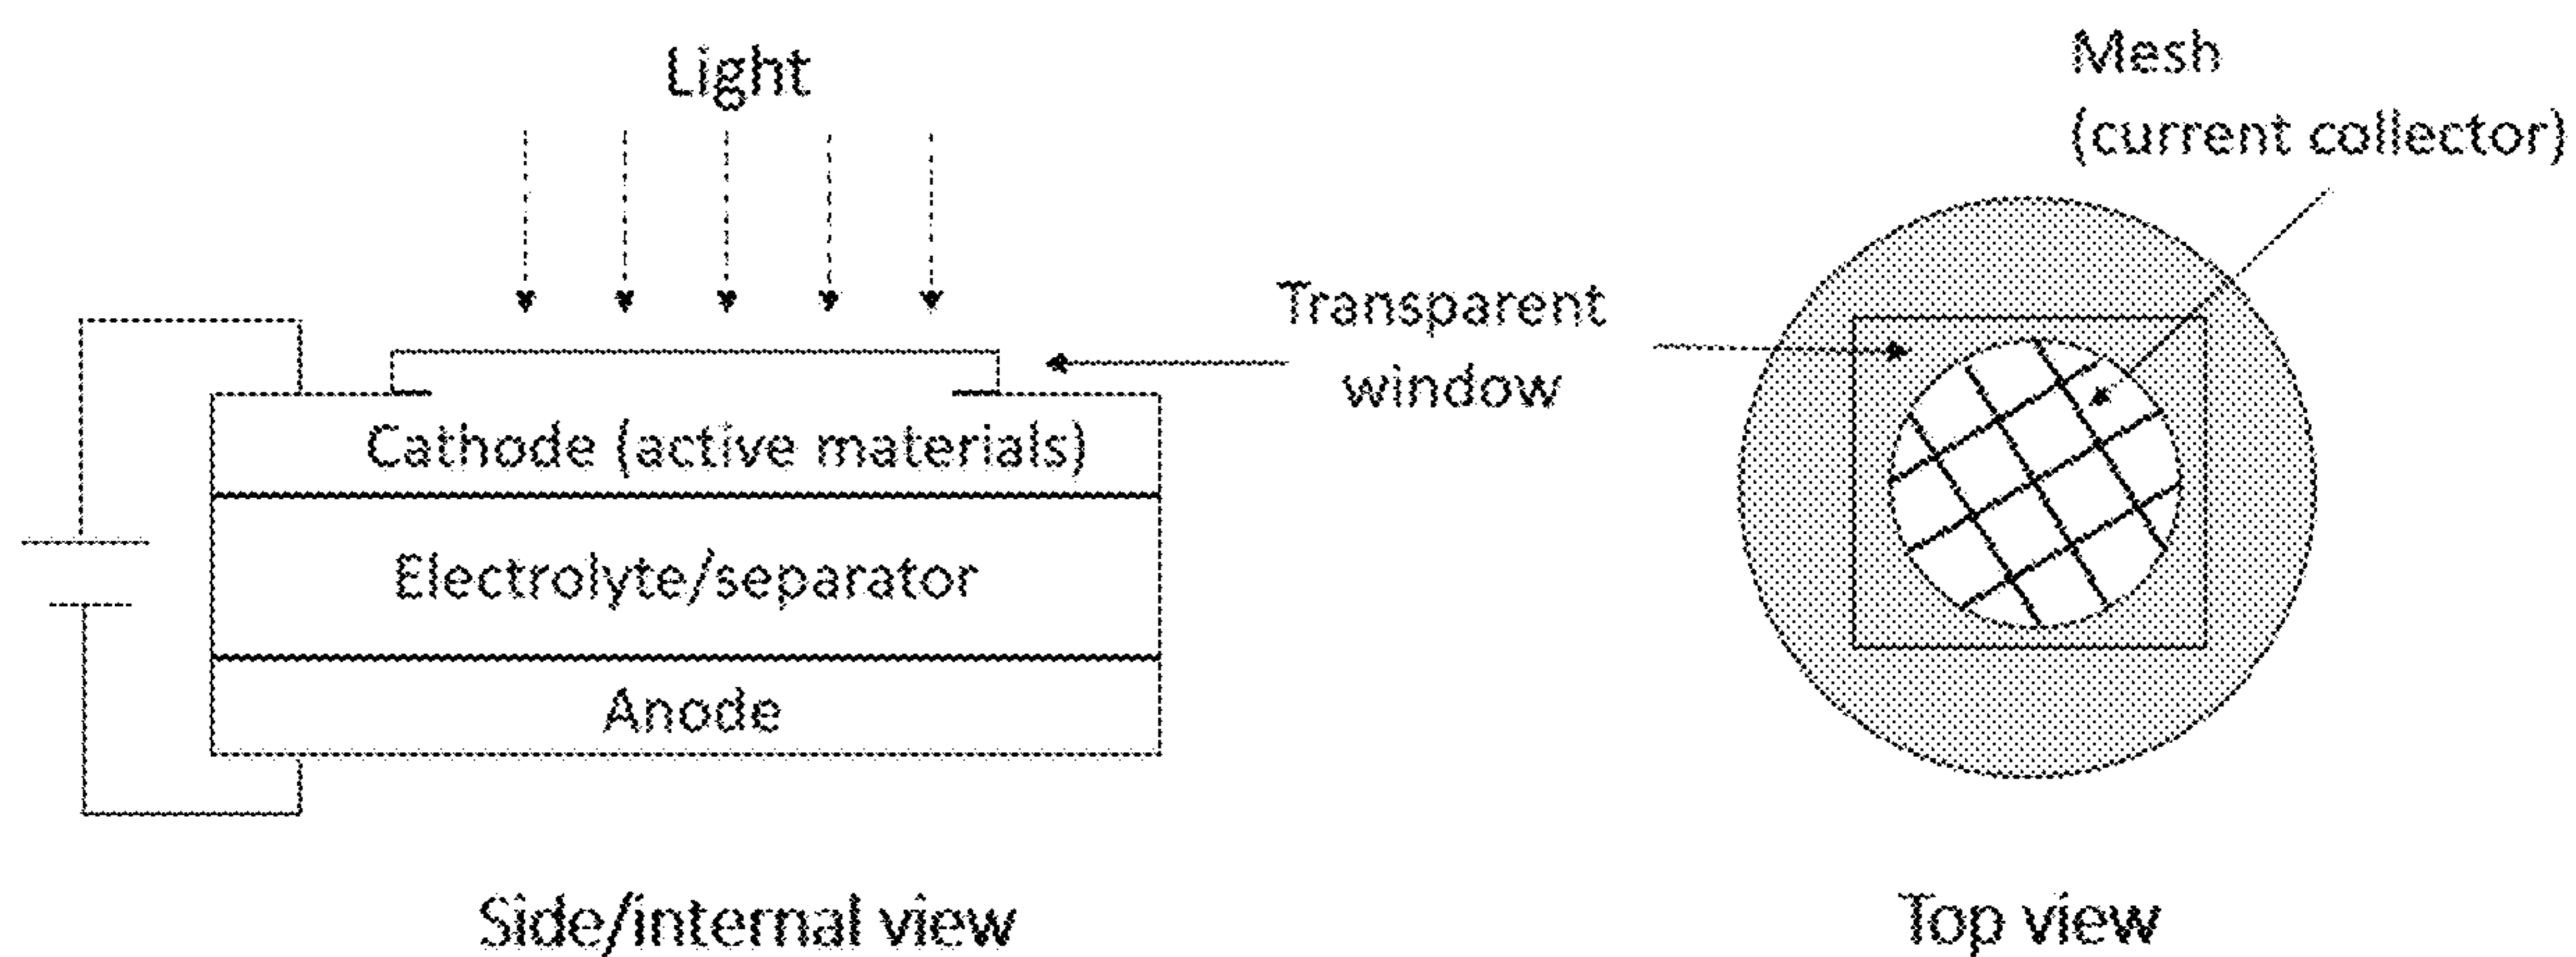 Light
Mesh
(current collector)
Transparent
window
Cathode (active materials)
Electrolyte/separator
Anode
Side/internal view
Top view